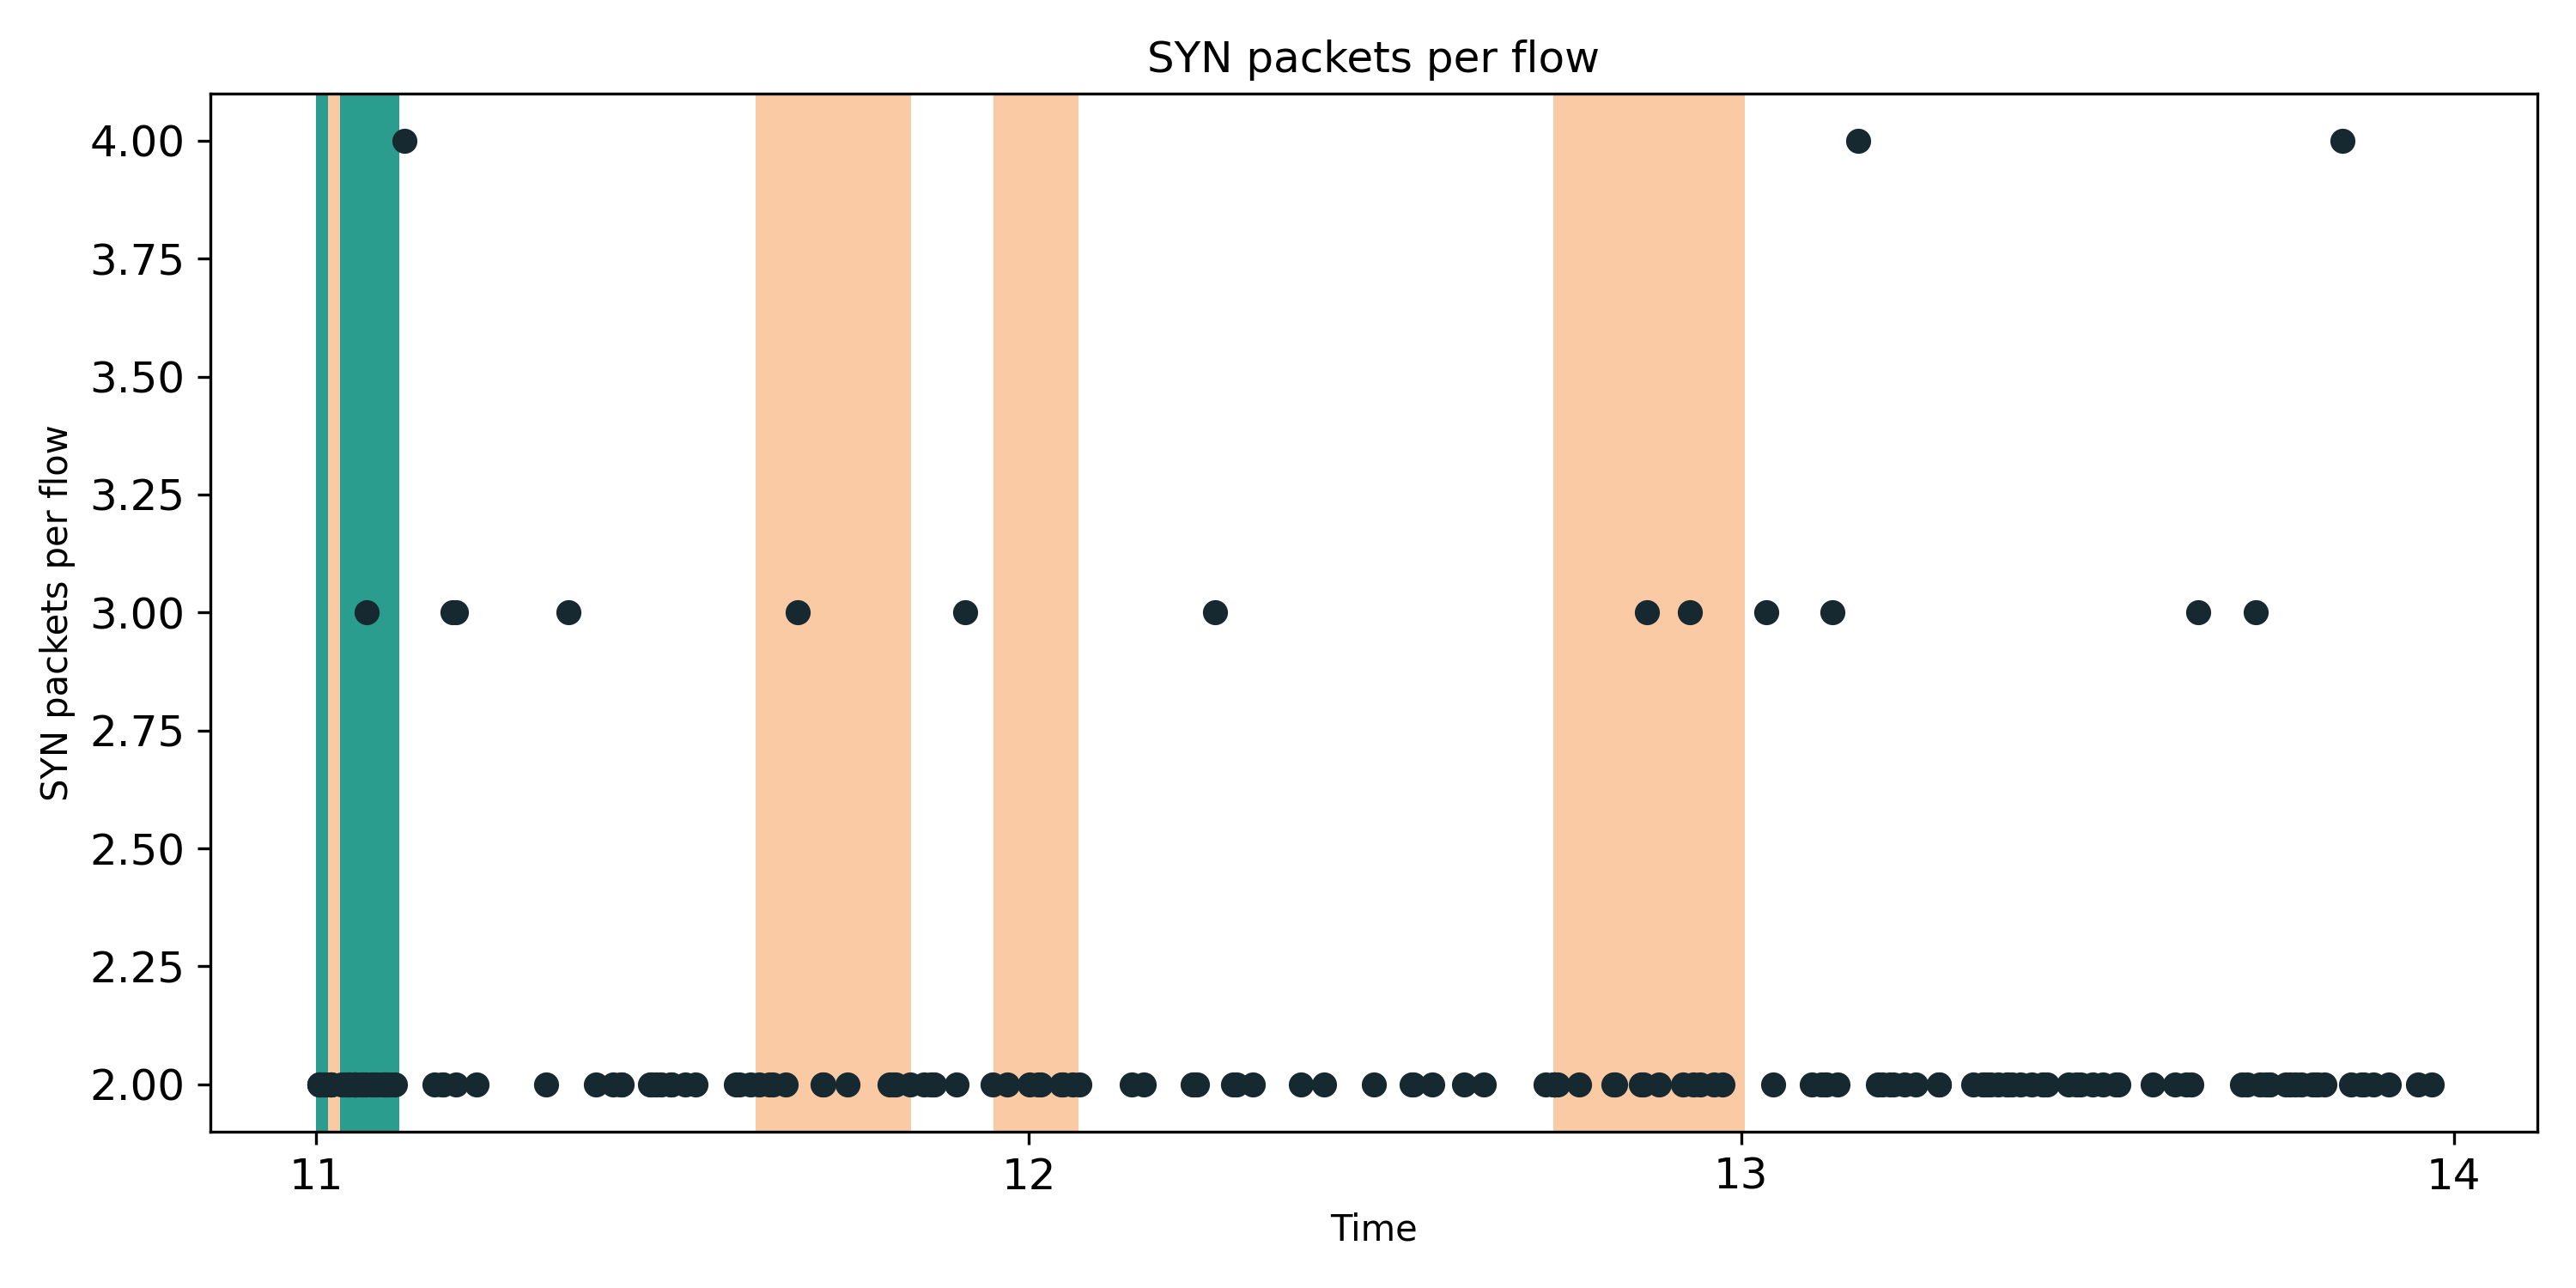 SYN packets per flow
SYN packets per flow
4.00
3.75
3.50
3.25
3.00
2.75
2.50
2.25
2.00
11 12 13 14
Time